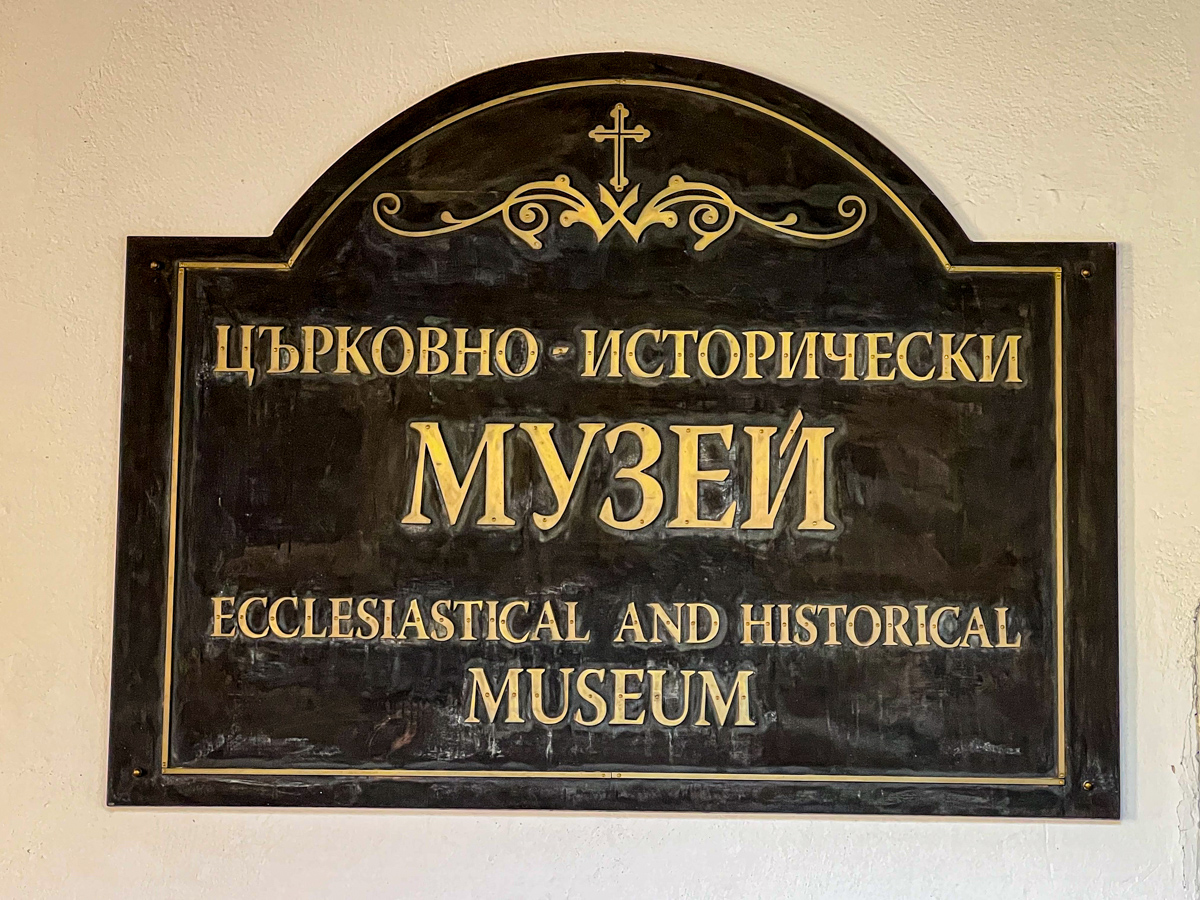 ЦЪРКОВНО - ИСТОРИЧЕСКИ
МУЗЕЙ
ECCLESIASTICAL AND HISTORICAL
MUSEUM